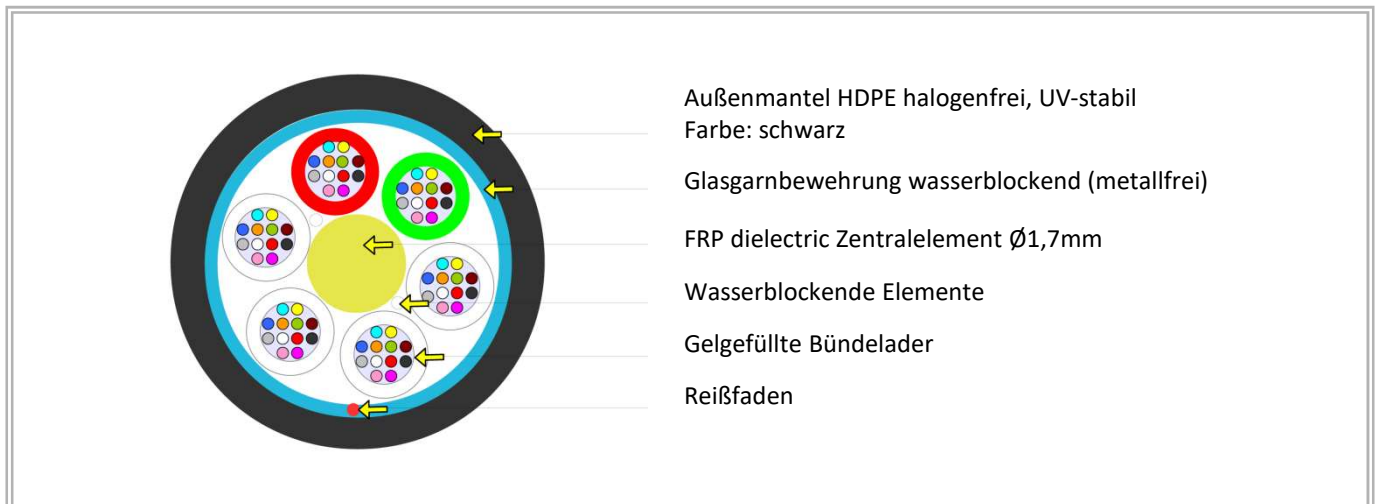 Außenmantel HDPE halogenfrei, UV-stabil
Farbe: schwarz
Glasgarnbewehrung wasserblockend (metallfrei)
FRP dielectric Zentralelement Ø1,7mm
Wasserblockende Elemente
Gelgefüllte Bündelader
Reißfaden